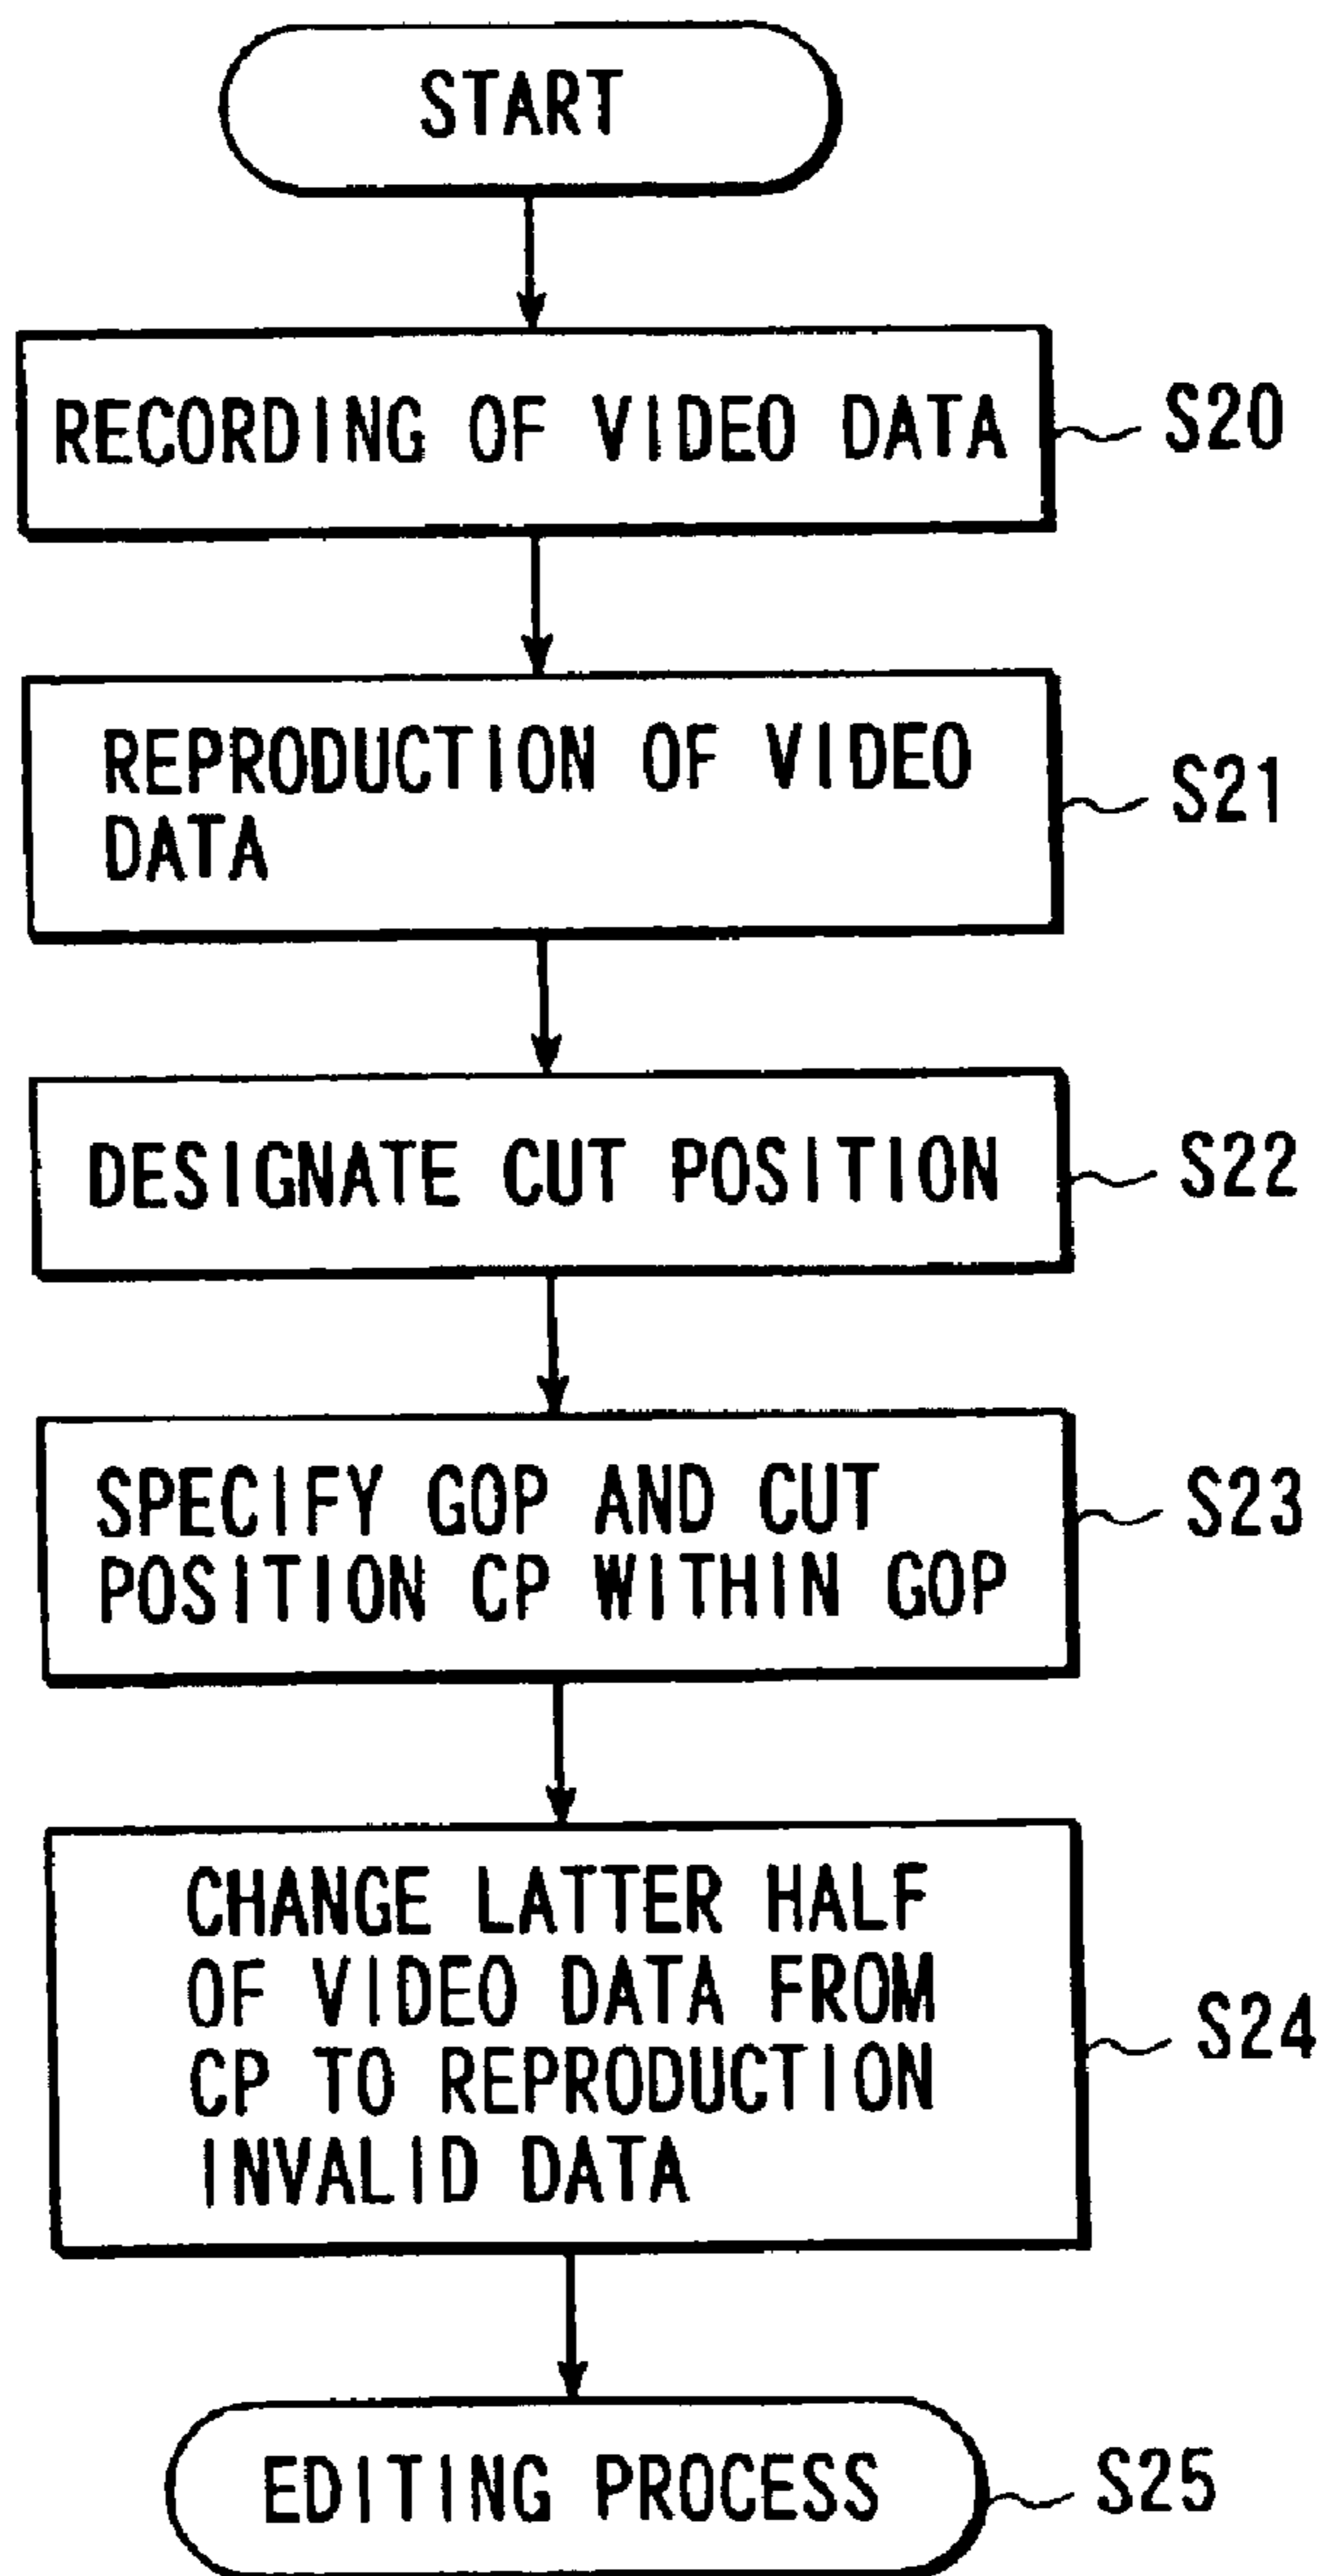 START
RECORDING OF VIDEO DATA
S20
REPRODUCTION OF VIDEO
DATA
S21
DESIGNATE CUT POSITION
S22
SPECIFY GOP AND CUT
POSITION CP WITHIN GOP
S23
CHANGE LATTER HALF
OF VIDEO DATA FROM
CP TO REPRODUCTION
INVALID DATA
S24
EDITING PROCESS
S25